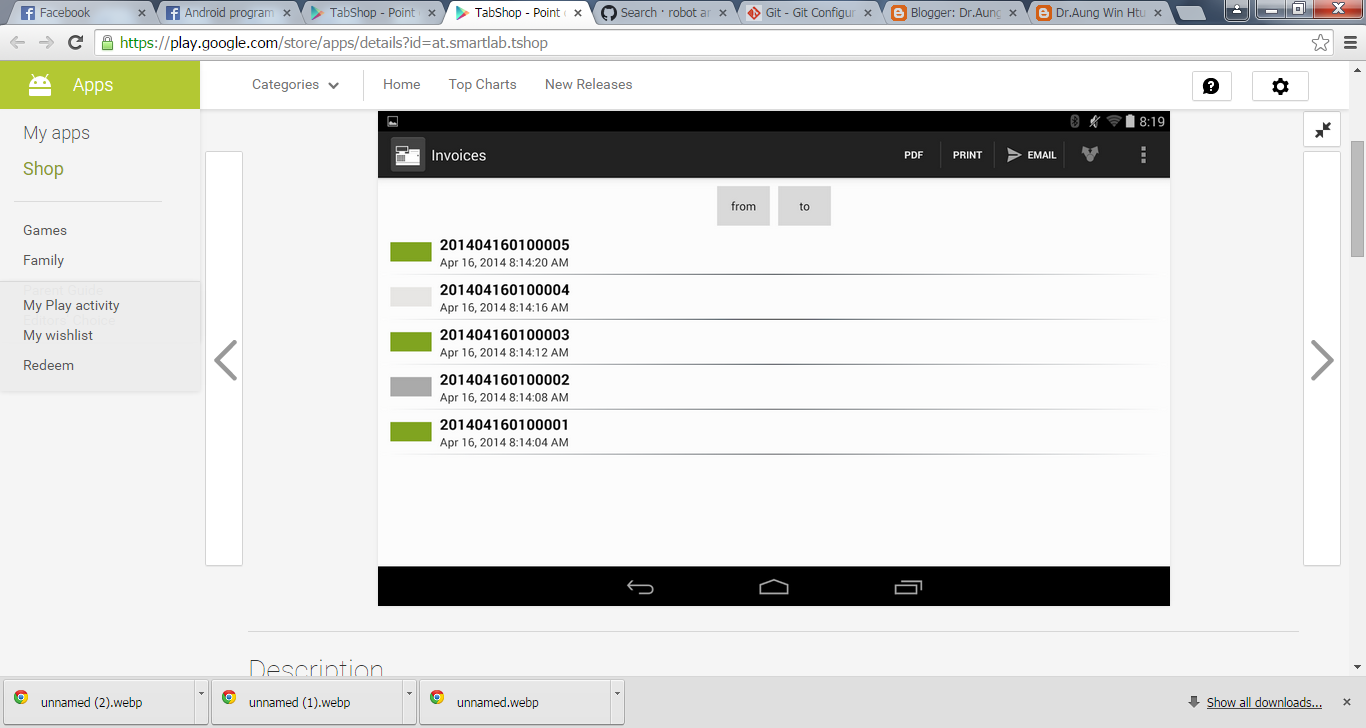 Facebook
Android program
TabShop - Point
TabShop - Point
Search · robot ar
Git - Git Configur
Blogger: Dr.Aung
Dr.Aung Win Htu
https://play.google.com/store/apps/details?id=at.smartlab.tshop
Apps
Categories
Home
Top Charts
New Releases
My apps
Shop
Games
Family
Parent Guide
My Play activity
My wishlist
Redeem
8:19
Invoices
PDF
PRINT
EMAIL
from
to
201404160100005
Apr 16, 2014 8:14:20 AM
201404160100004
Apr 16, 2014 8:14:16 AM
201404160100003
Apr 16, 2014 8:14:12 AM
201404160100002
Apr 16, 2014 8:14:08 AM
201404160100001
Apr 16, 2014 8:14:04 AM
Description
unnamed (2).webp
unnamed (1).webp
unnamed.webp
Show all downloads...